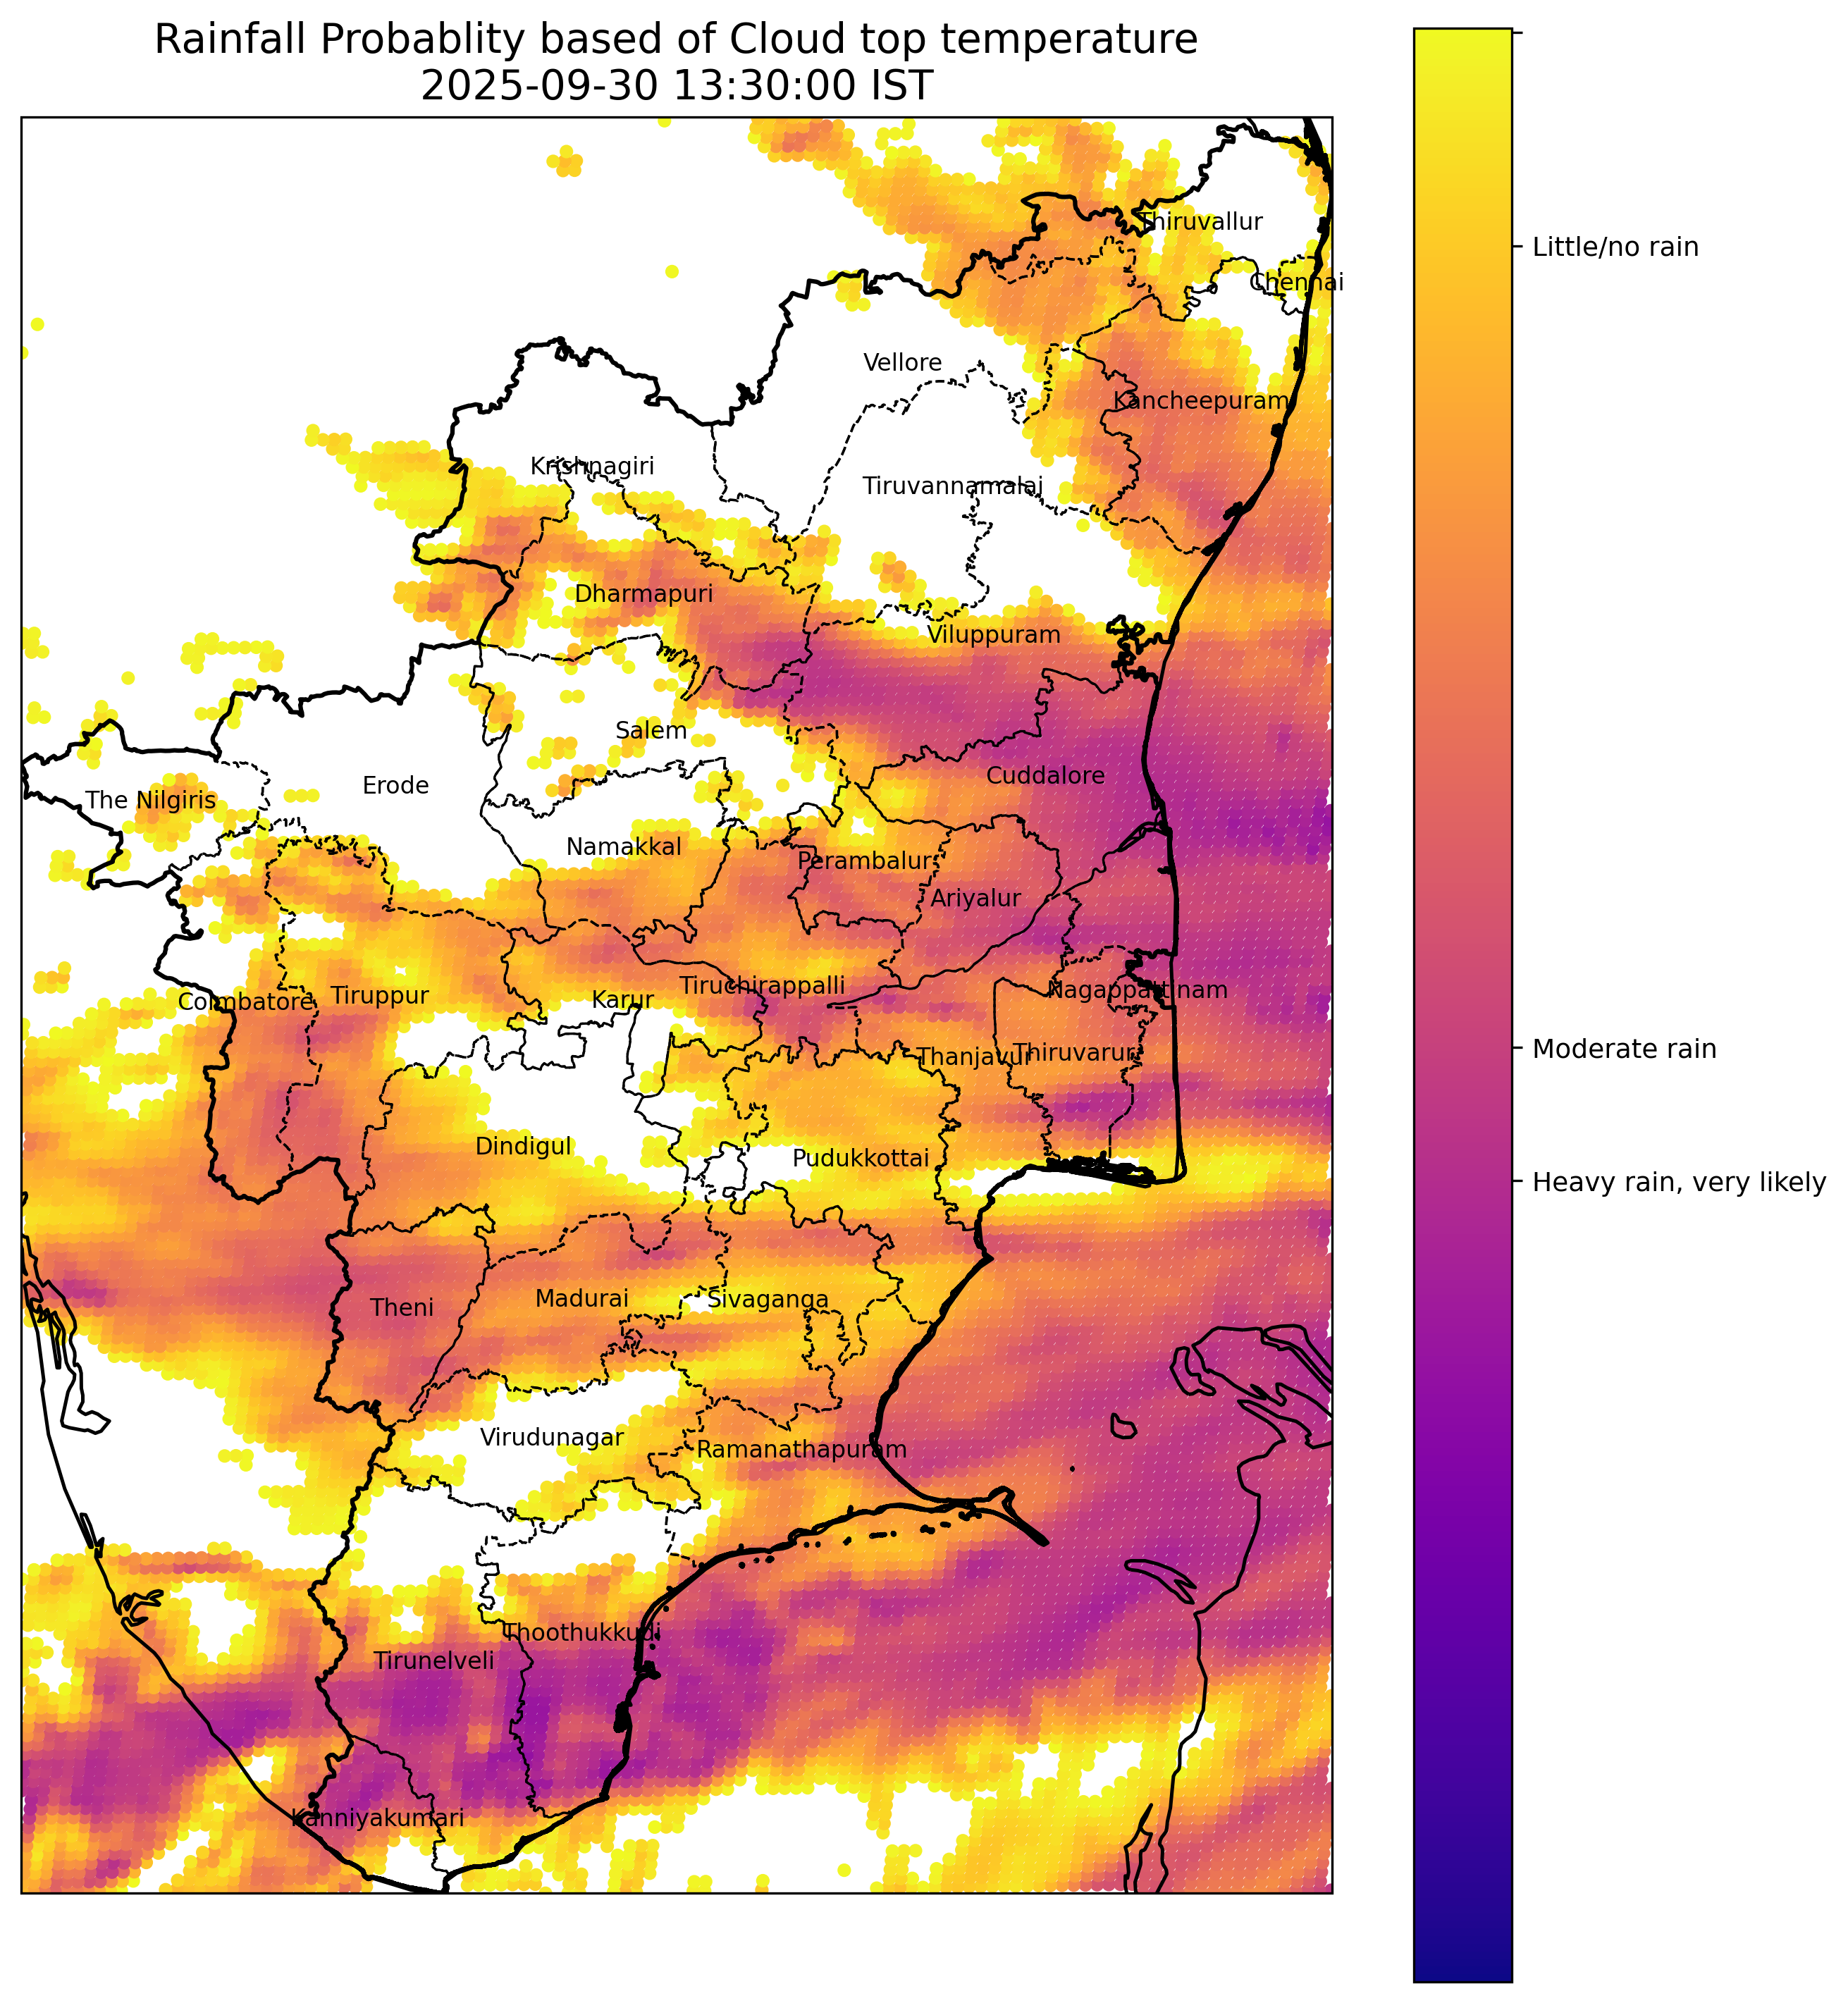 Rainfall Probablity based of Cloud top temperature
2025-09-30 13:30:00 IST
Thiruvallur
Chennai
Vellore
Kancheepuram
Krishnagiri
Tiruvannamalai
Dharmapuri
Viluppuram
Salem
Cuddalore
Erode
The Nilgiris
Namakkal
Perambalur
Ariyalur
Coimbatore
Tiruppur
Karur
Tiruchirappalli
Nagappattinam
Thanjavur
Thiruvarur
Dindigul
Pudukkottai
Theni
Madurai
Sivaganga
Virudunagar
Ramanathapuram
Thoothukkudi
Tirunelveli
Kanniyakumari
Little/no rain
Moderate rain
Heavy rain, very likely